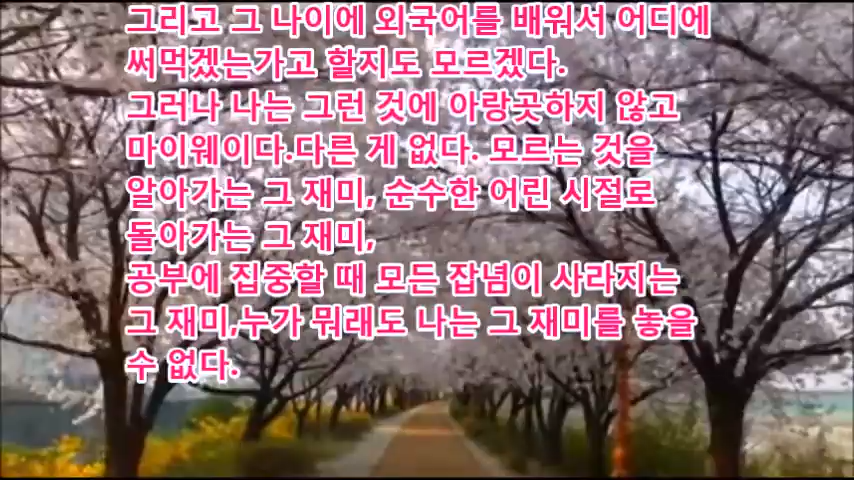 그리고 그 나이에 외국어를 배워서 어디에
써먹겠는가고 할지도 모르겠다.
그러나 나는 그런 것에 아랑곳하지 않고
마이웨이다.다른 게 없다. 모르는 것을
알아가는 그 재미, 순수한 어린 시절로
돌아가는 그 재미,
공부에 집중할 때 모든 잡념이 사라지는
그 재미,누가 뭐래도 나는 그 재미를 놓을
수 없다.